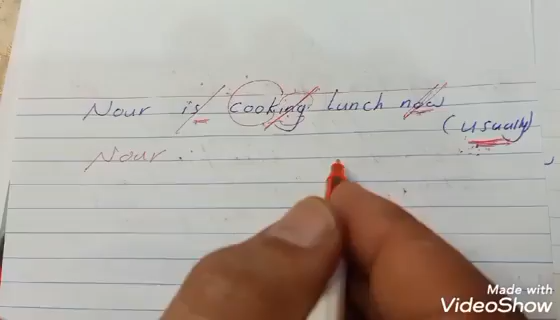 Nour is cooking lunch now
(usually)
Nour
Made with
VideoShow